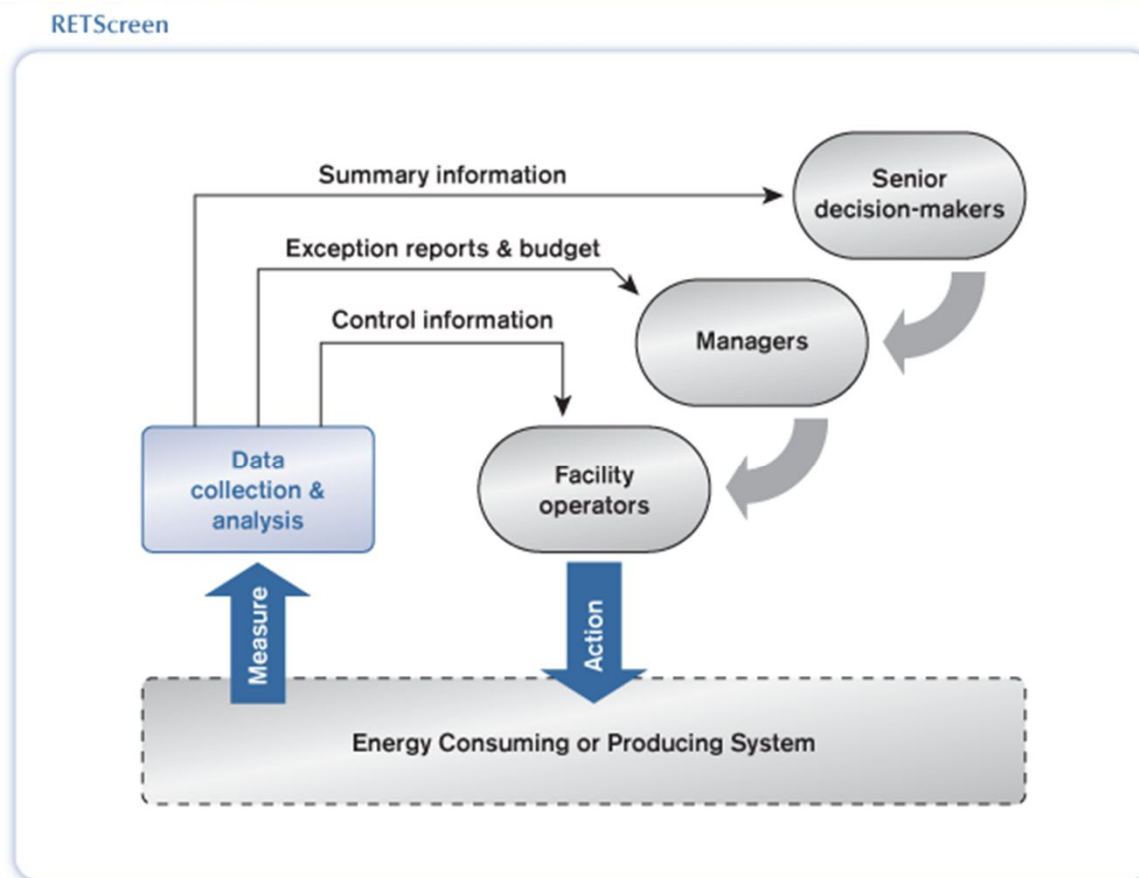 RETScreen
Summary information
Senior
decision-makers
Exception reports & budget
Control information
Managers
Data
collection &
analysis
Facility
operators
Measure
Action
Energy Consuming or Producing System